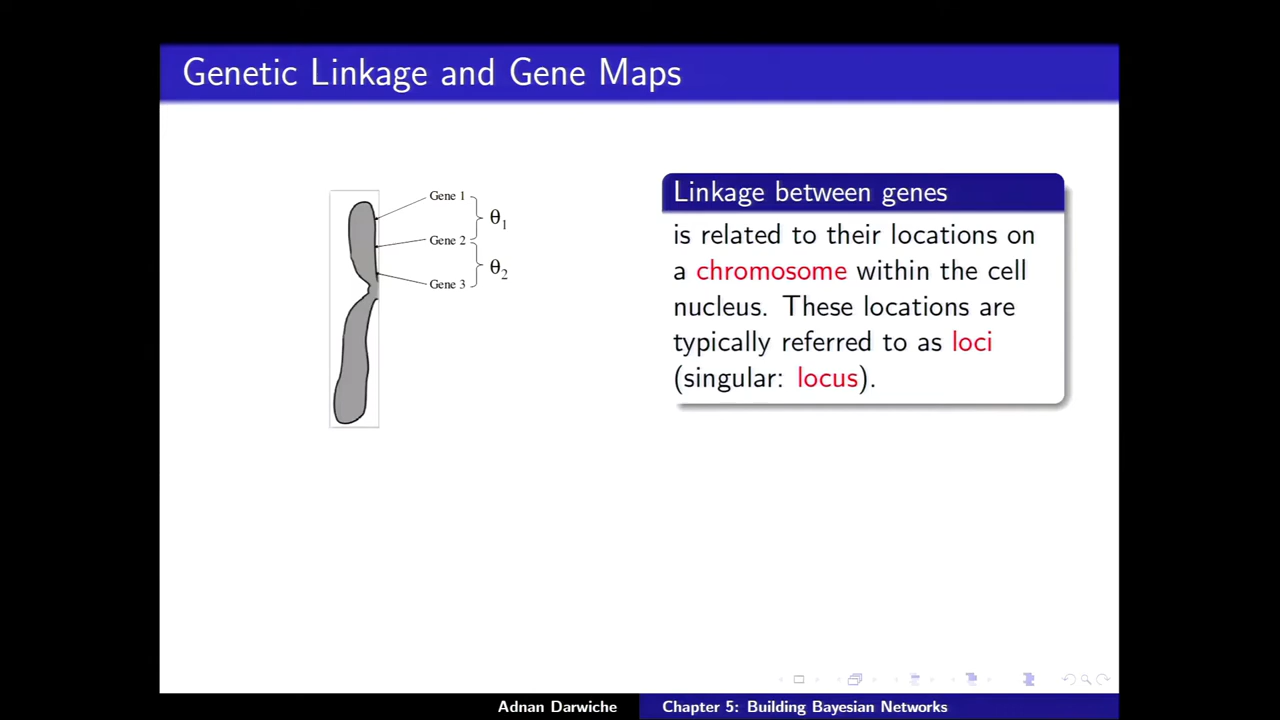 Genetic Linkage and Gene Maps
Gene 1
θ1
Gene 2
θ2
Gene 3
Linkage between genes
is related to their locations on
a chromosome within the cell
nucleus. These locations are
typically referred to as loci
(singular: locus).
Adnan Darwiche
Chapter 5: Building Bayesian Networks